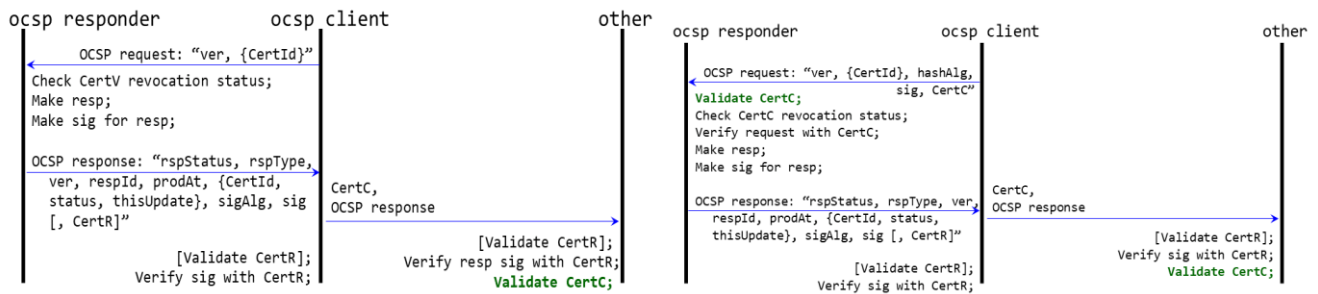 ocsp responder ocsp client other
OCSP request: “ver, {CertId}”
Check CertV revocation status;
Make resp;
Make sig for resp;
OCSP response: “rspStatus, rspType,
ver, respId, prodAt, {CertId,
status, thisUpdate}, sigAlg, sig
[, CertR]”
CertC,
OCSP response
[Validate CertR];
Verify sig with CertR;
[Validate CertR];
Verify resp sig with CertR;
Validate CertC;
ocsp responder ocsp client other
OCSP request: “ver, {CertId}, hashAlg,
sig, CertC”
Validate CertC;
Check CertC revocation status;
Verify request with CertC;
Make resp;
Make sig for resp;
OCSP response: “rspStatus, rspType, ver,
respId, prodAt, {CertId, status,
thisUpdate}, sigAlg, sig [, CertR]”
CertC,
OCSP response
[Validate CertR];
Verify sig with CertR;
[Validate CertR];
Verify sig with CertR;
Validate CertC;